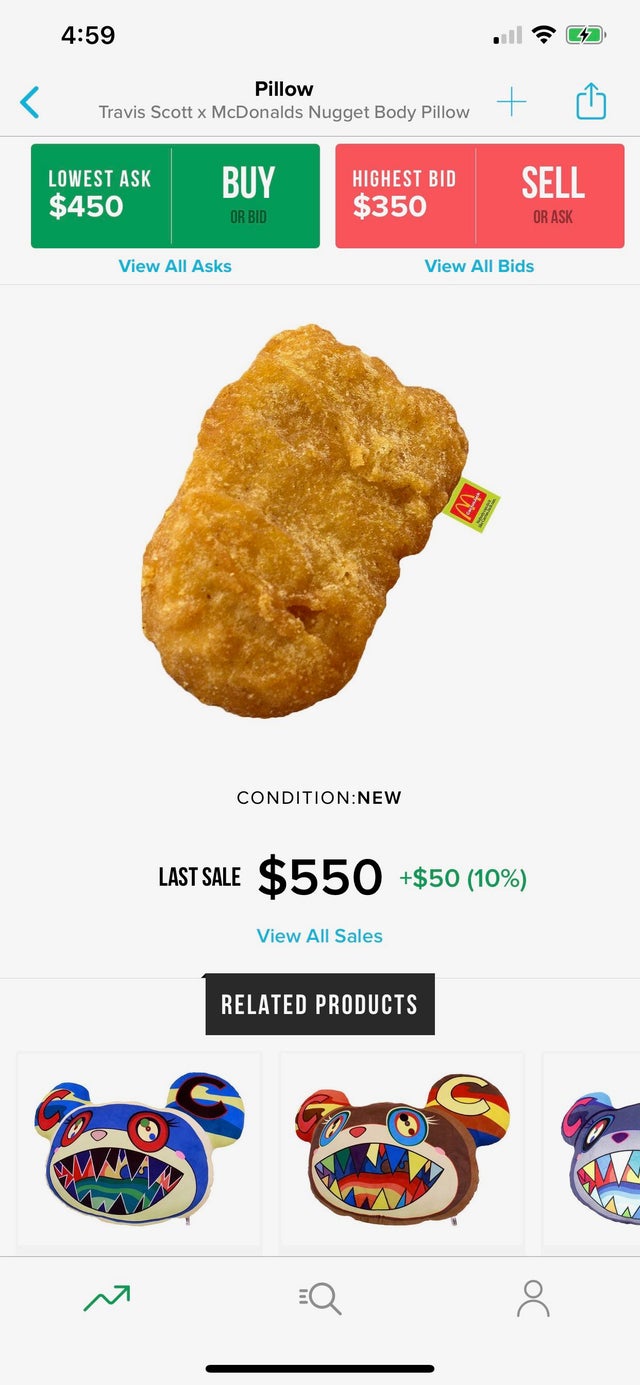 4:59
Pillow
Travis Scott x McDonalds Nugget Body Pillow
LOWEST ASK
$450
BUY
OR BID
HIGHEST BID
$350
SELL
OR ASK
View All Asks
View All Bids
CONDITION:NEW
LAST SALE $550 +$50 (10%)
View All Sales
RELATED PRODUCTS
C C
C C
C